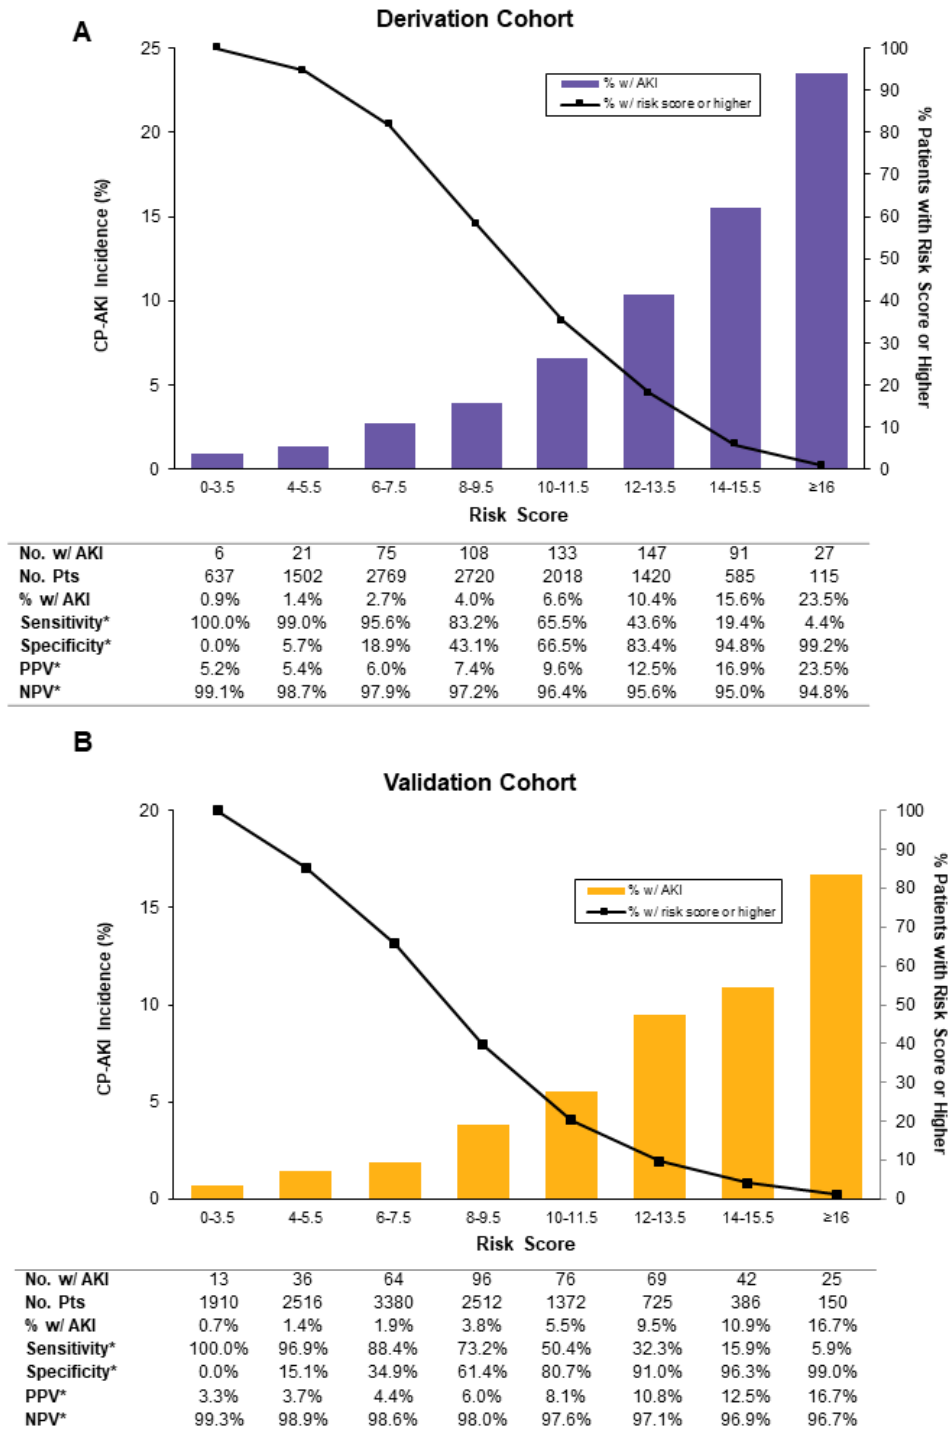 A
Derivation Cohort
25
20
15
10
5
0
CP-AKI Incidence (%)
100
90
80
70
60
50
40
30
20
10
0
% Patients with Risk Score or Higher
% w/ AKI
% w/ risk score or higher
0-3.5 4-5.5 6-7.5 8-9.5 10-11.5 12-13.5 14-15.5 ≥16
Risk Score
No. w/ AKI 6 21 75 108 133 147 91 27
No. Pts 637 1502 2769 2720 2018 1420 585 115
% w/ AKI 0.9% 1.4% 2.7% 4.0% 6.6% 10.4% 15.6% 23.5%
Sensitivity* 100.0% 99.0% 95.6% 83.2% 65.5% 43.6% 19.4% 4.4%
Specificity* 0.0% 5.7% 18.9% 43.1% 66.5% 83.4% 94.8% 99.2%
PPV* 5.2% 5.4% 6.0% 7.4% 9.6% 12.5% 16.9% 23.5%
NPV* 99.1% 98.7% 97.9% 97.2% 96.4% 95.6% 95.0% 94.8%
B
Validation Cohort
20
15
10
5
0
CP-AKI Incidence (%)
100
90
80
70
60
50
40
30
20
10
0
% Patients with Risk Score or Higher
% w/ AKI
% w/ risk score or higher
0-3.5 4-5.5 6-7.5 8-9.5 10-11.5 12-13.5 14-15.5 ≥16
Risk Score
No. w/ AKI 13 36 64 96 76 69 42 25
No. Pts 1910 2516 3380 2512 1372 725 386 150
% w/ AKI 0.7% 1.4% 1.9% 3.8% 5.5% 9.5% 10.9% 16.7%
Sensitivity* 100.0% 96.9% 88.4% 73.2% 50.4% 32.3% 15.9% 5.9%
Specificity* 0.0% 15.1% 34.9% 61.4% 80.7% 91.0% 96.3% 99.0%
PPV* 3.3% 3.7% 4.4% 6.0% 8.1% 10.8% 12.5% 16.7%
NPV* 99.3% 98.9% 98.6% 98.0% 97.6% 97.1% 96.9% 96.7%